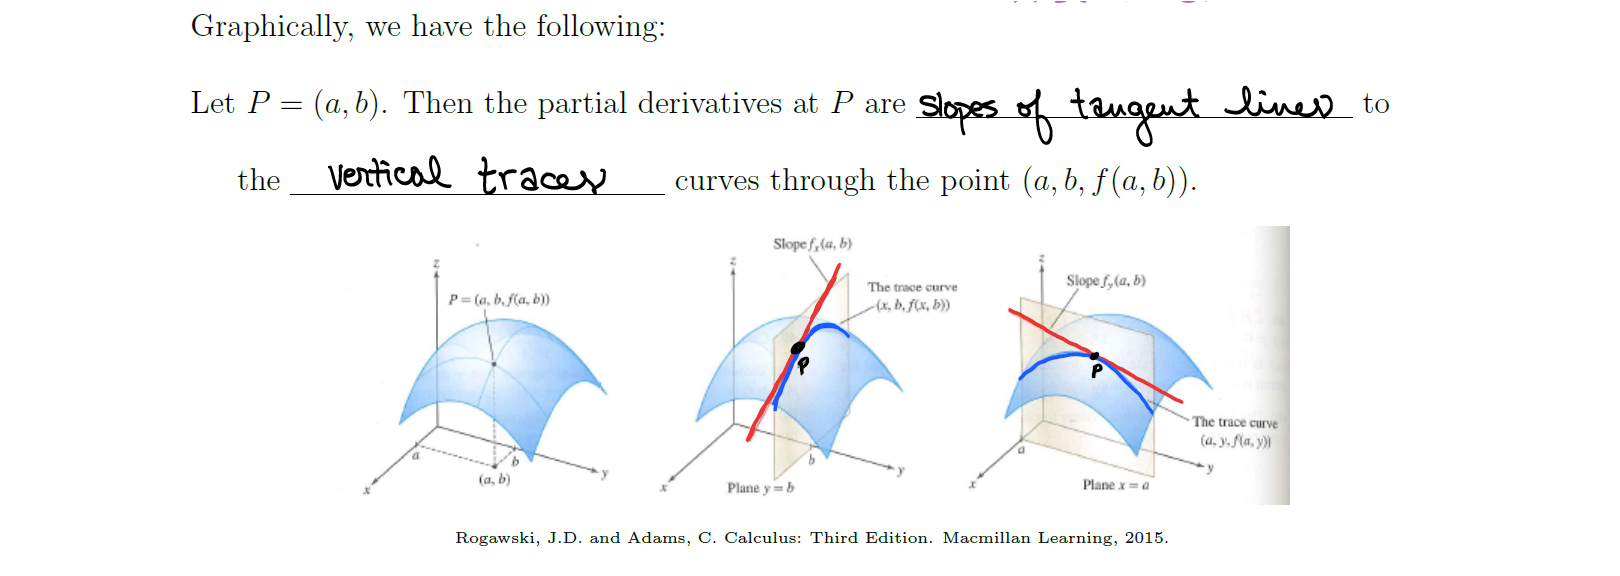 Graphically, we have the following:
Let P = (a, b). Then the partial derivatives at P are slopes of tangent lines to
the vertical traces curves through the point (a, b, f(a, b)).
z
P = (a, b, f(a, b))
a
b
(a, b)
x
y
Slope fₓ(a, b)
z
The trace curve
(x, b, f(x, b))
P
b
x
y
Plane y = b
z
Slope fᵧ(a, b)
P
The trace curve
(a, y, f(a, y))
a
x
y
Plane x = a
Rogawski, J.D. and Adams, C. Calculus: Third Edition. Macmillan Learning, 2015.